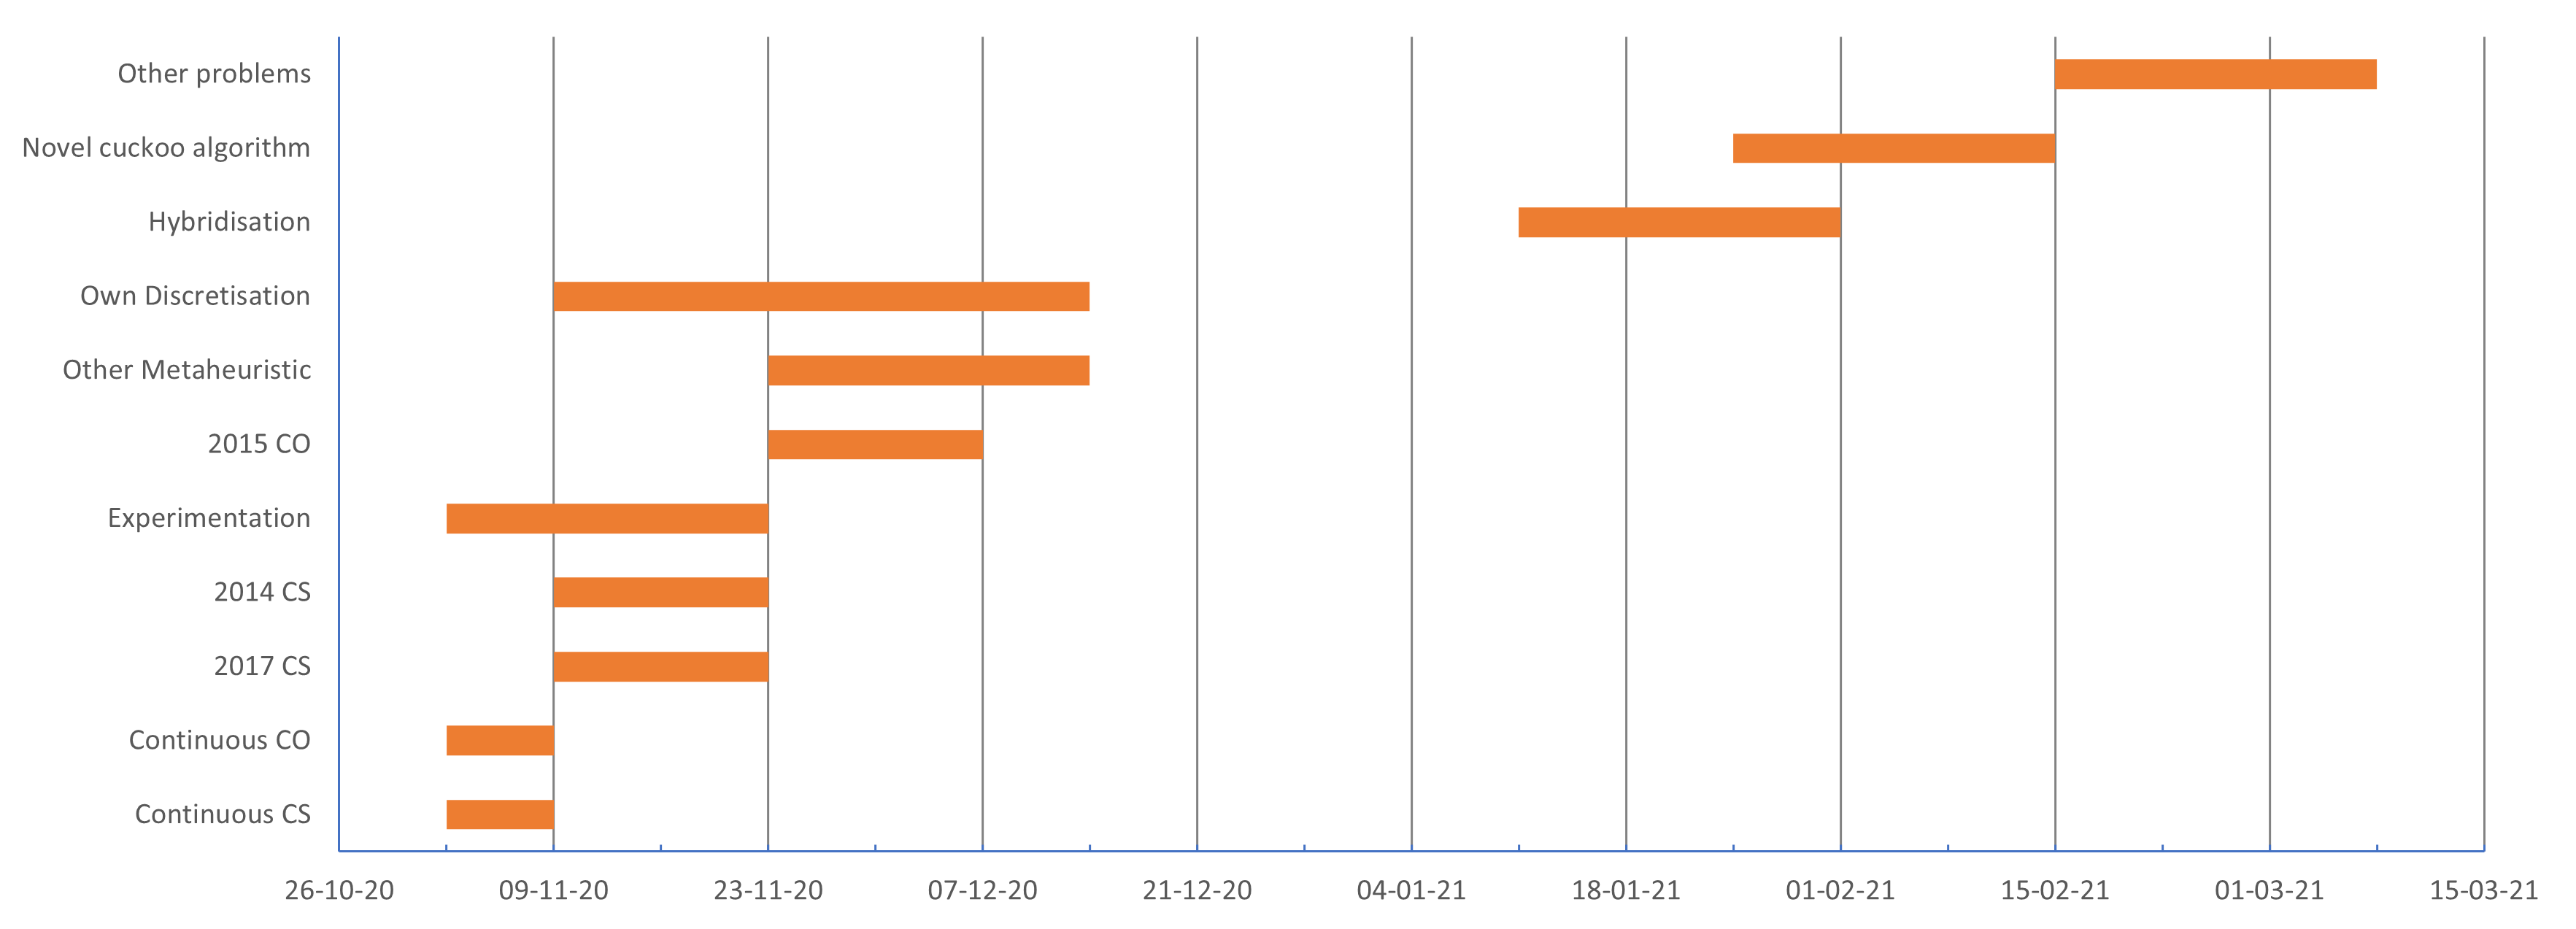 Other problems
Novel cuckoo algorithm
Hybridisation
Own Discretisation
Other Metaheuristic
2015 CO
Experimentation
2014 CS
2017 CS
Continuous CO
Continuous CS
26-10-20 09-11-20 23-11-20 07-12-20 21-12-20 04-01-21 18-01-21 01-02-21 15-02-21 01-03-21 15-03-21